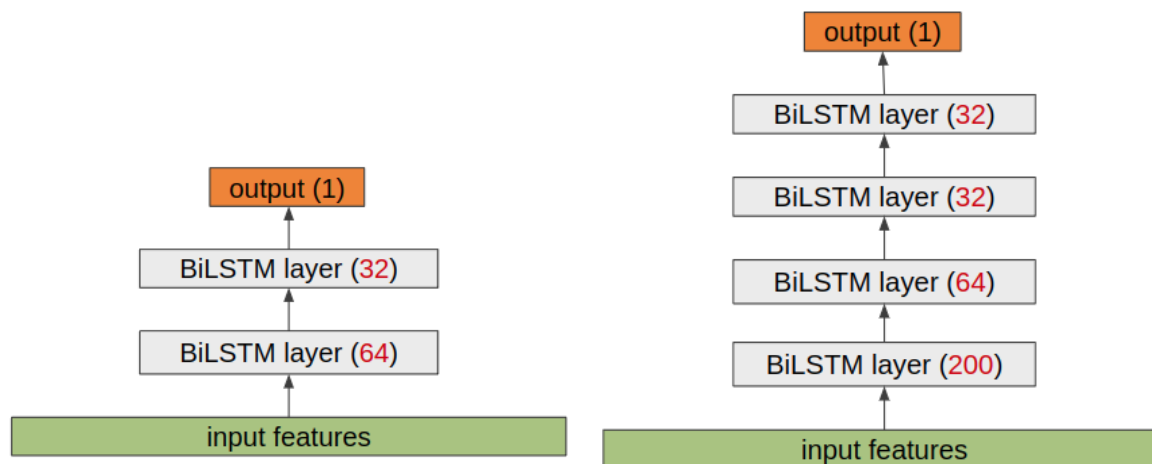 output (1)
BiLSTM layer (32)
BiLSTM layer (64)
input features
output (1)
BiLSTM layer (32)
BiLSTM layer (32)
BiLSTM layer (64)
BiLSTM layer (200)
input features